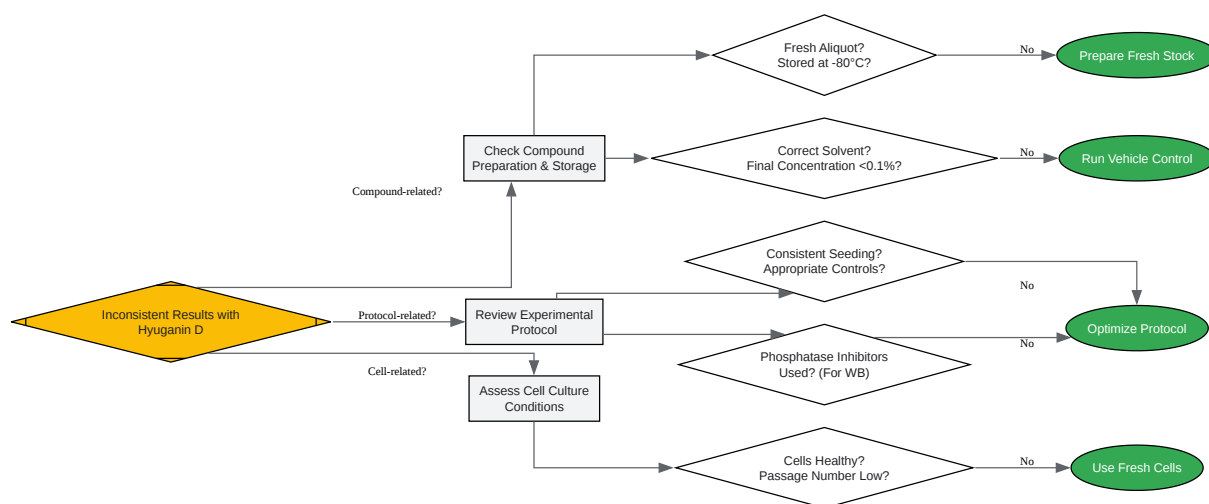 Fresh Aliquot?
Stored at -80°C?
No
Prepare Fresh Stock
Check Compound
Preparation & Storage
Correct Solvent?
Final Concentration <0.1%?
No
Run Vehicle Control
Compound-related?
Consistent Seeding?
Appropriate Controls?
No
Inconsistent Results with
Hyuganin D
Protocol-related?
Review Experimental
Protocol
Optimize Protocol
No
Phosphatase Inhibitors
Used? (For WB)
Cell-related?
Assess Cell Culture
Conditions
Cells Healthy?
Passage Number Low?
No
Use Fresh Cells